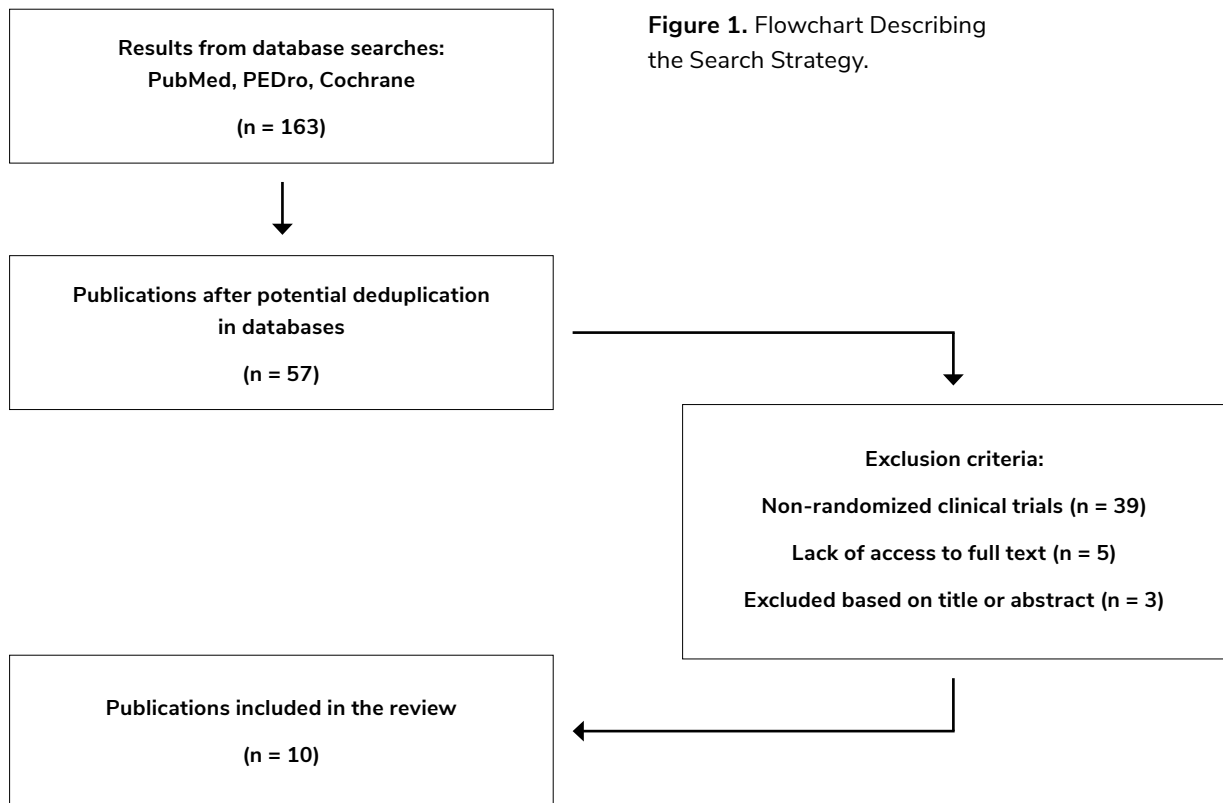 Results from database searches:
PubMed, PEDro, Cochrane
(n = 163)
Figure 1. Flowchart Describing
the Search Strategy.
Publications after potential deduplication
in databases
(n = 57)
Exclusion criteria:
Non-randomized clinical trials (n = 39)
Lack of access to full text (n = 5)
Excluded based on title or abstract (n = 3)
Publications included in the review
(n = 10)